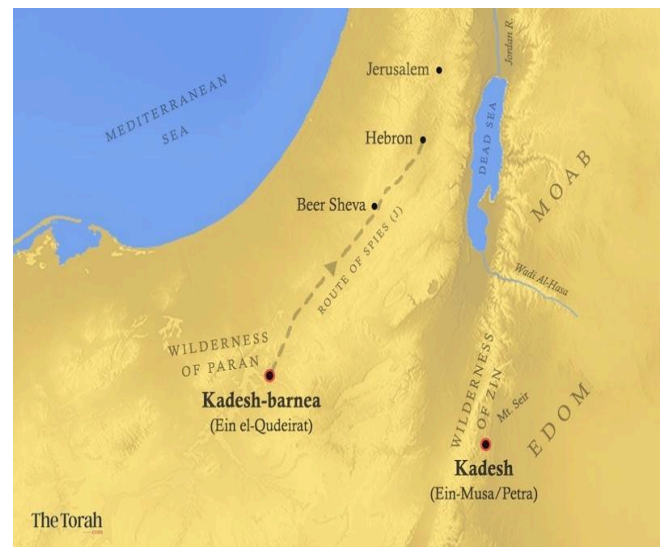 Jordan R.
Jerusalem
MEDITERRANEAN
SEA
DEAD SEA
Hebron
MOAB
Beer Sheva
ROUTE OF SPIES (J)
Wadi Al-Hasa
WILDERNESS
OF PARAN
Kadesh-barnea
(Ein el-Qudeirat)
WILDERNESS
OF ZIN
Mt. Seir
EDOM
Kadesh
(Ein-Musa/Petra)
TheTorah
.com